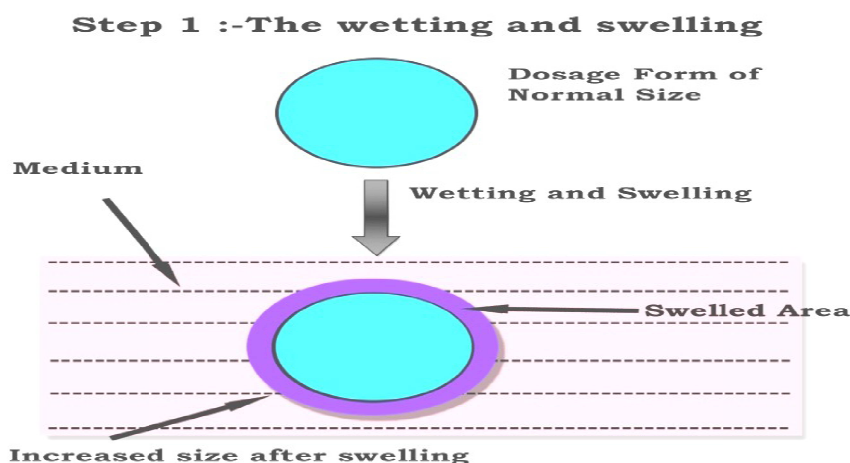 Step 1 :-The wetting and swelling
Dosage Form of
Normal Size
Medium
Wetting and Swelling
Swelled Area
Increased size after swelling